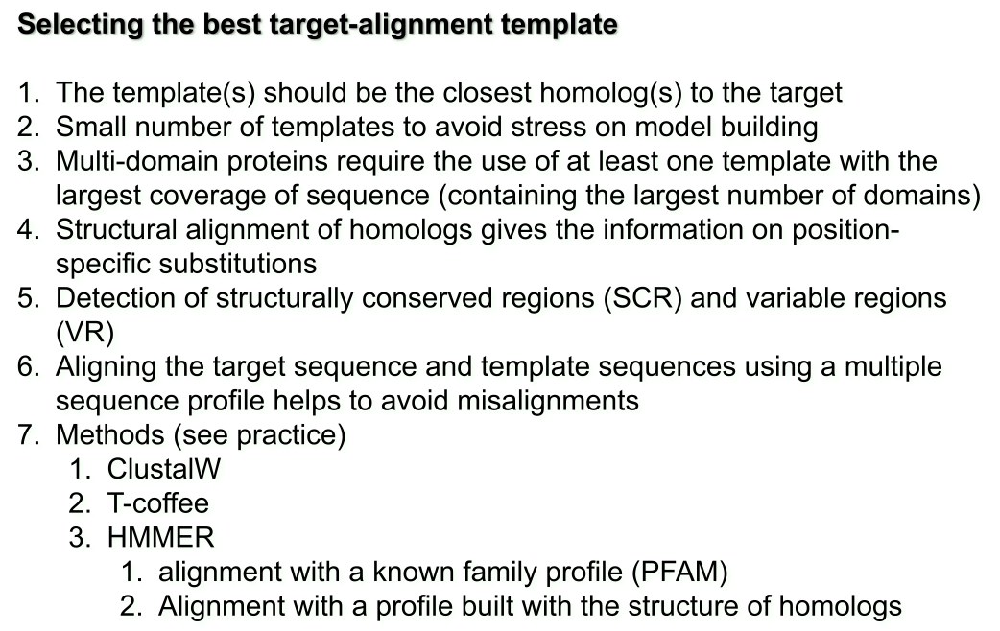 Selecting the best target-alignment template
1. The template(s) should be the closest homolog(s) to the target
2. Small number of templates to avoid stress on model building
3. Multi-domain proteins require the use of at least one template with the
largest coverage of sequence (containing the largest number of domains)
4. Structural alignment of homologs gives the information on position-
specific substitutions
5. Detection of structurally conserved regions (SCR) and variable regions
(VR)
6. Aligning the target sequence and template sequences using a multiple
sequence profile helps to avoid misalignments
7. Methods (see practice)
1. ClustalW
2. T-coffee
3. HMMER
1. alignment with a known family profile (PFAM)
2. Alignment with a profile built with the structure of homologs